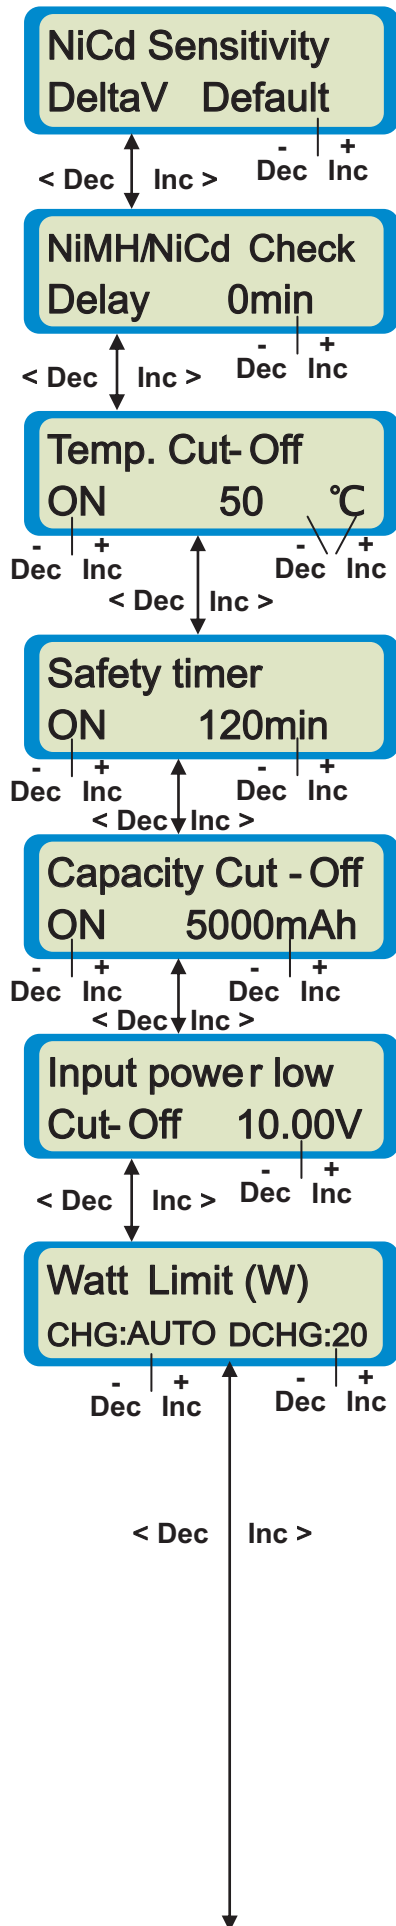 NiCd Sensitivity
DeltaV Default
- +
Dec Inc
< Dec Inc >
NiMH/NiCd Check
Delay 0min
- +
Dec Inc
< Dec Inc >
Temp. Cut-Off
ON 50 ℃
- + - +
Dec Inc Dec Inc
< Dec Inc >
Safety timer
ON 120min
- + - +
Dec Inc Dec Inc
< Dec Inc >
Capacity Cut - Off
ON 5000mAh
- + - +
Dec Inc Dec Inc
< Dec Inc >
Input power low
Cut-Off 10.00V
- +
Dec Inc
< Dec Inc >
Watt Limit (W)
CHG:AUTO DCHG:20
- + - +
Dec Inc Dec Inc
< Dec Inc >